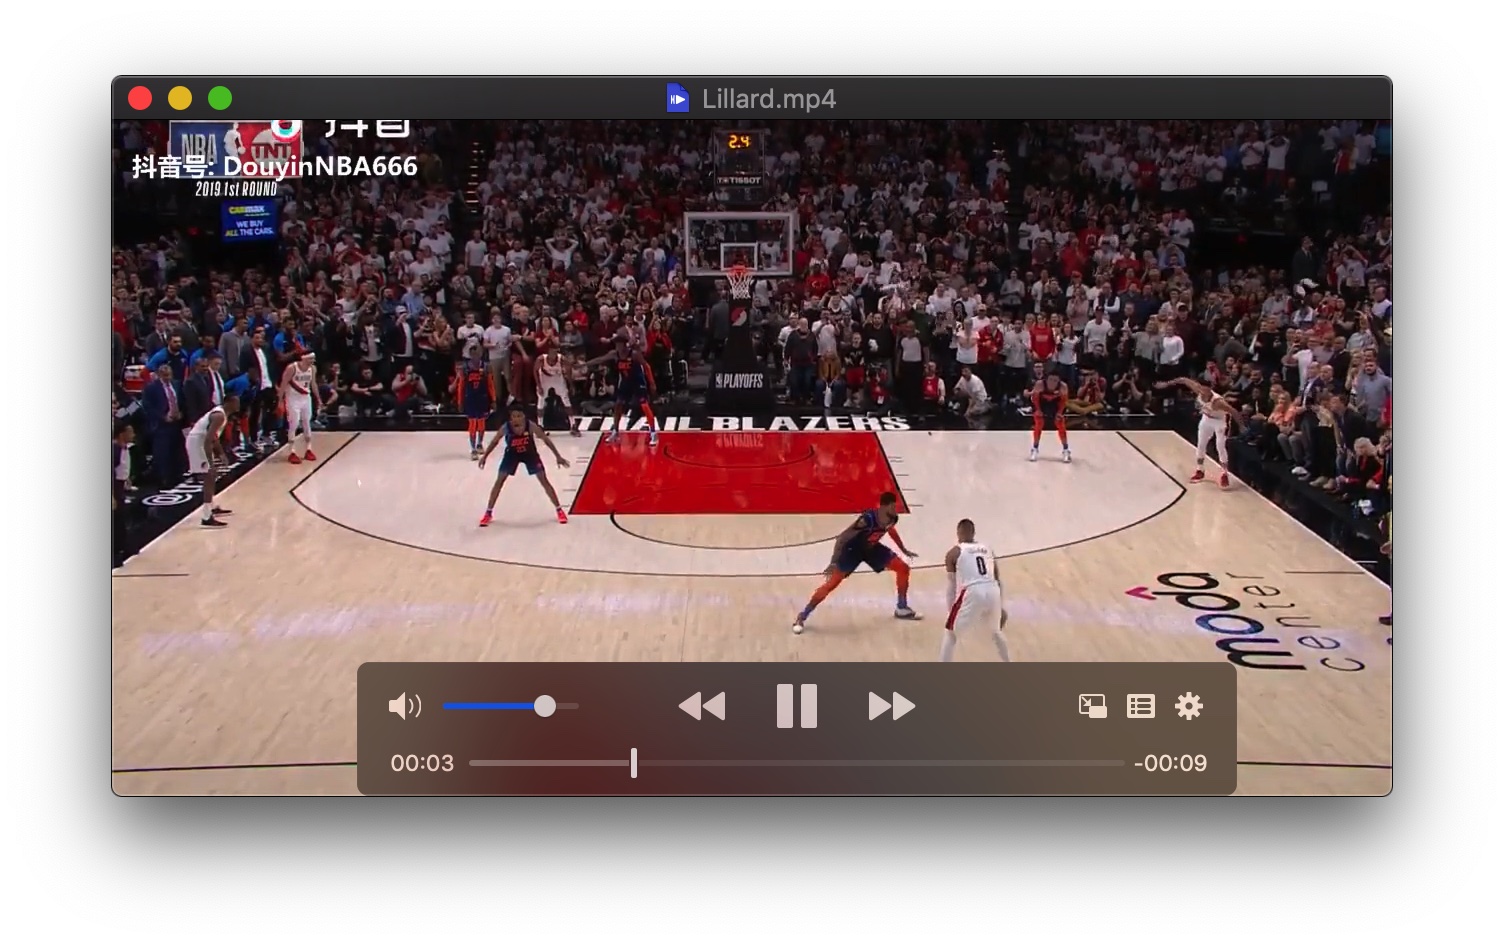 Lillard.mp4
抖音
NBA TNT
抖音号: DouyinNBA666
2019 1st ROUND
carmax
WE BUY
ALL THE CARS.
2.4
TISSOT
PLAYOFFS
TRAIL BLAZERS
0
moda
center
00:03
-00:09